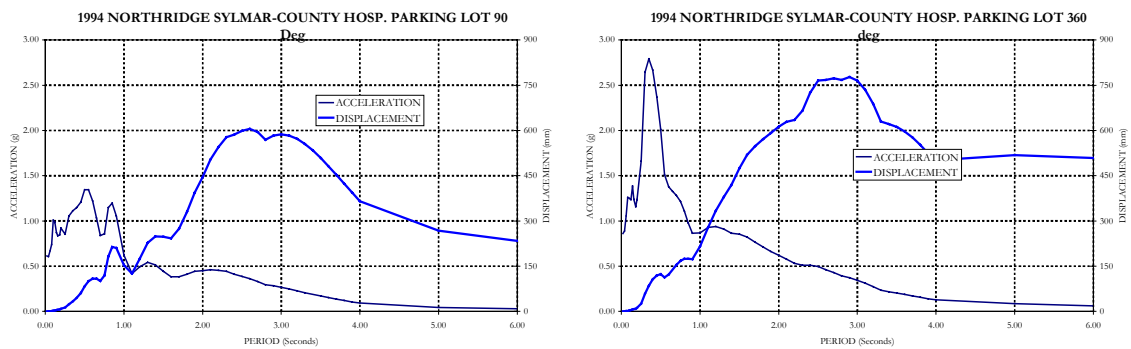 1994 NORTHRIDGE SYLMAR-COUNTY HOSP. PARKING LOT 90
Deg
3.00
2.50
2.00
1.50
1.00
0.50
0.00
ACCELERATION (g)
900
750
600
450
300
150
0
DISPLACEMENT (mm)
ACCELERATION
DISPLACEMENT
0.00 1.00 2.00 3.00 4.00 5.00 6.00
PERIOD (Seconds)
1994 NORTHRIDGE SYLMAR-COUNTY HOSP. PARKING LOT 360
deg
3.00
2.50
2.00
1.50
1.00
0.50
0.00
ACCELERATION (g)
900
750
600
450
300
150
0
DISPLACEMENT (mm)
ACCELERATION
DISPLACEMENT
0.00 1.00 2.00 3.00 4.00 5.00 6.00
PERIOD (Seconds)